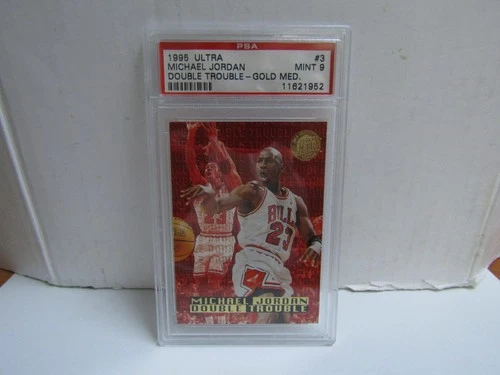 PSA
1995 ULTRA #3
MICHAEL JORDAN MINT 9
DOUBLE TROUBLE-GOLD MED. 11621952
23
BULLS
23
MICHAEL JORDAN
DOUBLE TROUBLE